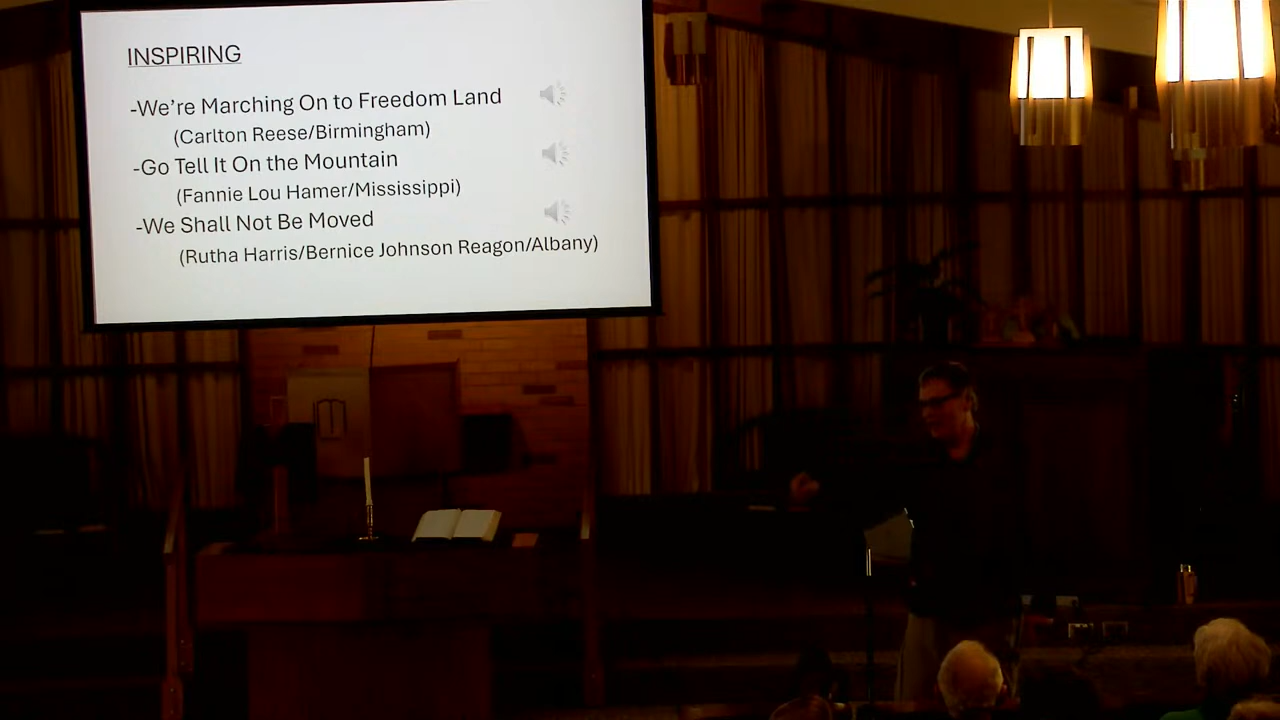 INSPIRING
-We're Marching On to Freedom Land
(Carlton Reese/Birmingham)
-Go Tell It On the Mountain
(Fannie Lou Hamer/Mississippi)
-We Shall Not Be Moved
(Rutha Harris/Bernice Johnson Reagon/Albany)